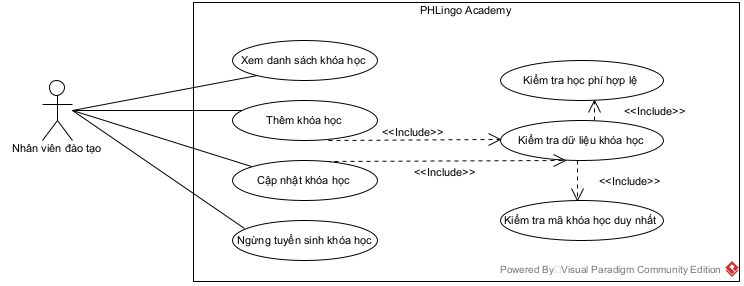 PHLingo Academy
Xem danh sách khóa học
Kiểm tra học phí hợp lệ
<<Include>>
Thêm khóa học
<<Include>>
Kiểm tra dữ liệu khóa học
Nhân viên đào tạo
Cập nhật khóa học
<<Include>>
<<Include>>
Kiểm tra mã khóa học duy nhất
Ngừng tuyển sinh khóa học
Powered By Visual Paradigm Community Edition